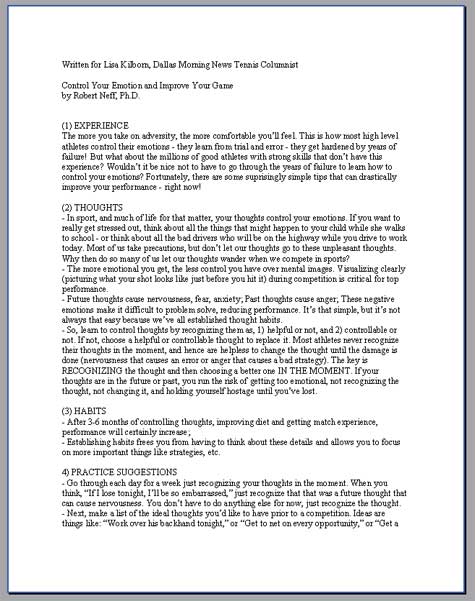 Written for Lisa Kilborn, Dallas Morning News Tennis Columnist
Control Your Emotion and Improve Your Game
by Robert Neff, Ph.D.
(1) EXPERIENCE
The more you take on adversity, the more comfortable you'll feel. This is how most high level
athletes control their emotions - they learn from trial and error - they get hardened by years of
failure! But what about the millions of good athletes with strong skills that don't have this
experience? Wouldn't it be nice not to have to go through the years of failure to learn how to
control your emotions? Fortunately, there are some suprisingly simple tips that can drastically
improve your performance - right now!
(2) THOUGHTS
- In sport, and much of life for that matter, your thoughts control your emotions. If you want to
really get stressed out, think about all the things that might happen to your child while she walks
to school - or think about all the bad drivers who will be on the highway while you drive to work
today. Most of us take precautions, but don't let our thoughts go to these unpleasant thoughts.
Why then do so many of us let our thoughts wander when we compete in sports?
- The more emotional you get, the less control you have over mental images. Visualizing clearly
(picturing what your shot looks like just before you hit it) during competition is critical for top
performance.
- Future thoughts cause nervousness, fear, anxiety; Past thoughts cause anger; These negative
emotions make it difficult to problem solve, reducing performance. It's that simple, but it's not
always that easy because we've all established thought habits.
- So, learn to control thoughts by recognizing them as, 1) helpful or not, and 2) controllable or
not. If not, choose a helpful or controllable thought to replace it. Most athletes never recognize
their thoughts in the moment, and hence are helpless to change the thought until the damage is
done (nervousness that causes an error or anger that causes a bad strategy). The key is
RECOGNIZING the thought and then choosing a better one IN THE MOMENT. If your
thoughts are in the future or past, you run the risk of getting too emotional, not recognizing the
thought, not changing it, and holding yourself hostage until you've lost.
(3) HABITS
- After 3-6 months of controlling thoughts, improving diet and getting match experience,
performance will certainly increase;
- Establishing habits frees you from having to think about these details and allows you to focus
on more important things like strategies, etc.
4) PRACTICE SUGGESTIONS
- Go through each day for a week just recognizing your thoughts in the moment. When you
think, "If I lose tonight, I'll be so embarrassed," just recognize that that was a future thought that
can cause nervousness. You don't have to do anything else for now, just recognize the thought.
- Next, make a list of the ideal thoughts you'd like to have prior to a competition. Ideas are
things like: "Work over his backhand tonight," or "Get to net on every opportunity," or "Get a